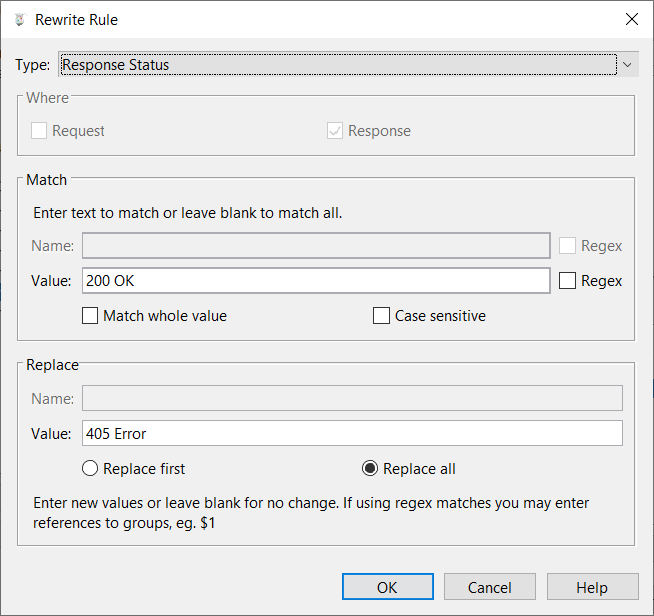 Rewrite Rule
Type: Response Status
Where
Request Response
Match
Enter text to match or leave blank to match all.
Name: Regex
Value: 200 OK Regex
Match whole value Case sensitive
Replace
Name:
Value: 405 Error
Replace first Replace all
Enter new values or leave blank for no change. If using regex matches you may enter
references to groups, eg. $1
OK Cancel Help